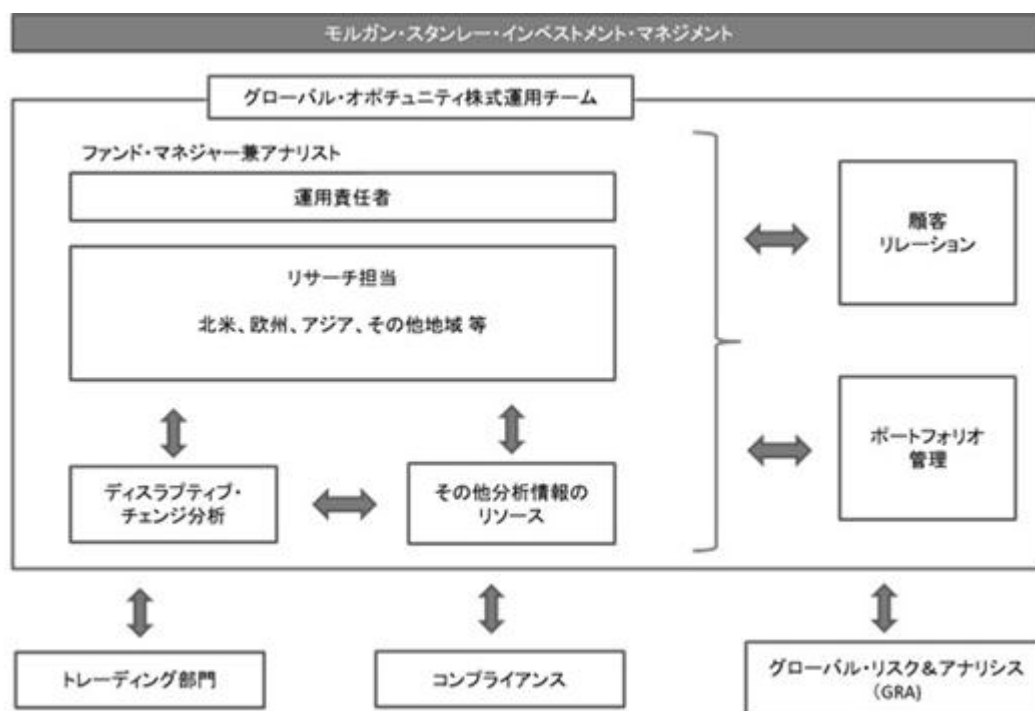 モルガン・スタンレー・インベストメント・マネジメント
グローバル・オポチュニティ株式運用チーム
ファンド・マネジャー兼アナリスト
運用責任者
リサーチ担当
北米、欧州、アジア、その他地域 等
顧客
リレーション
ポートフォリオ
管理
ディスラプティブ・
チェンジ分析
その他分析情報の
リソース
トレーディング部門
コンプライアンス
グローバル・リスク&アナリシス
(GRA)